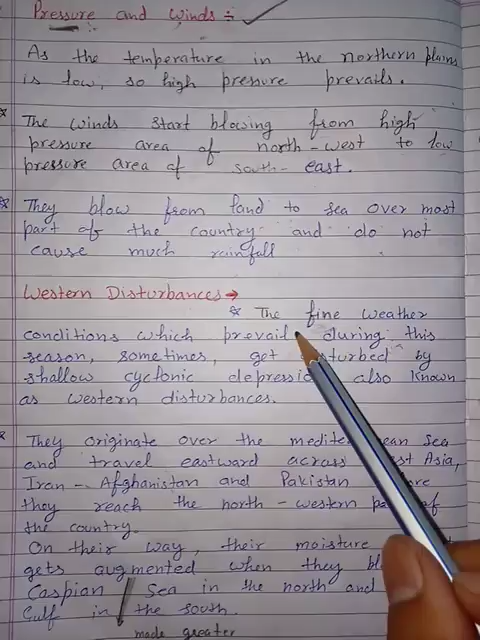 Pressure and winds :-
As the temperature in the northern plains
is low, so high pressure prevails.
The winds start blowing from high
pressure area of north-west to low
pressure area of south-east.
They blow from land to sea over most
part of the country and do not
cause much rainfall
Western Disturbances →
* The fine weather
conditions which prevail during this
season, sometimes, get disturbed by
shallow cyclonic depressio also known
as western disturbances.
They originate over the mediterranean Sea
and travel eastward across st Asia,
Iran - Afghanistan and Pakistan
they reach the north-western of
the country.
On their way, their moisture
gets augmented when they
Caspian Sea in the north and
Gulf in the south.
made greater